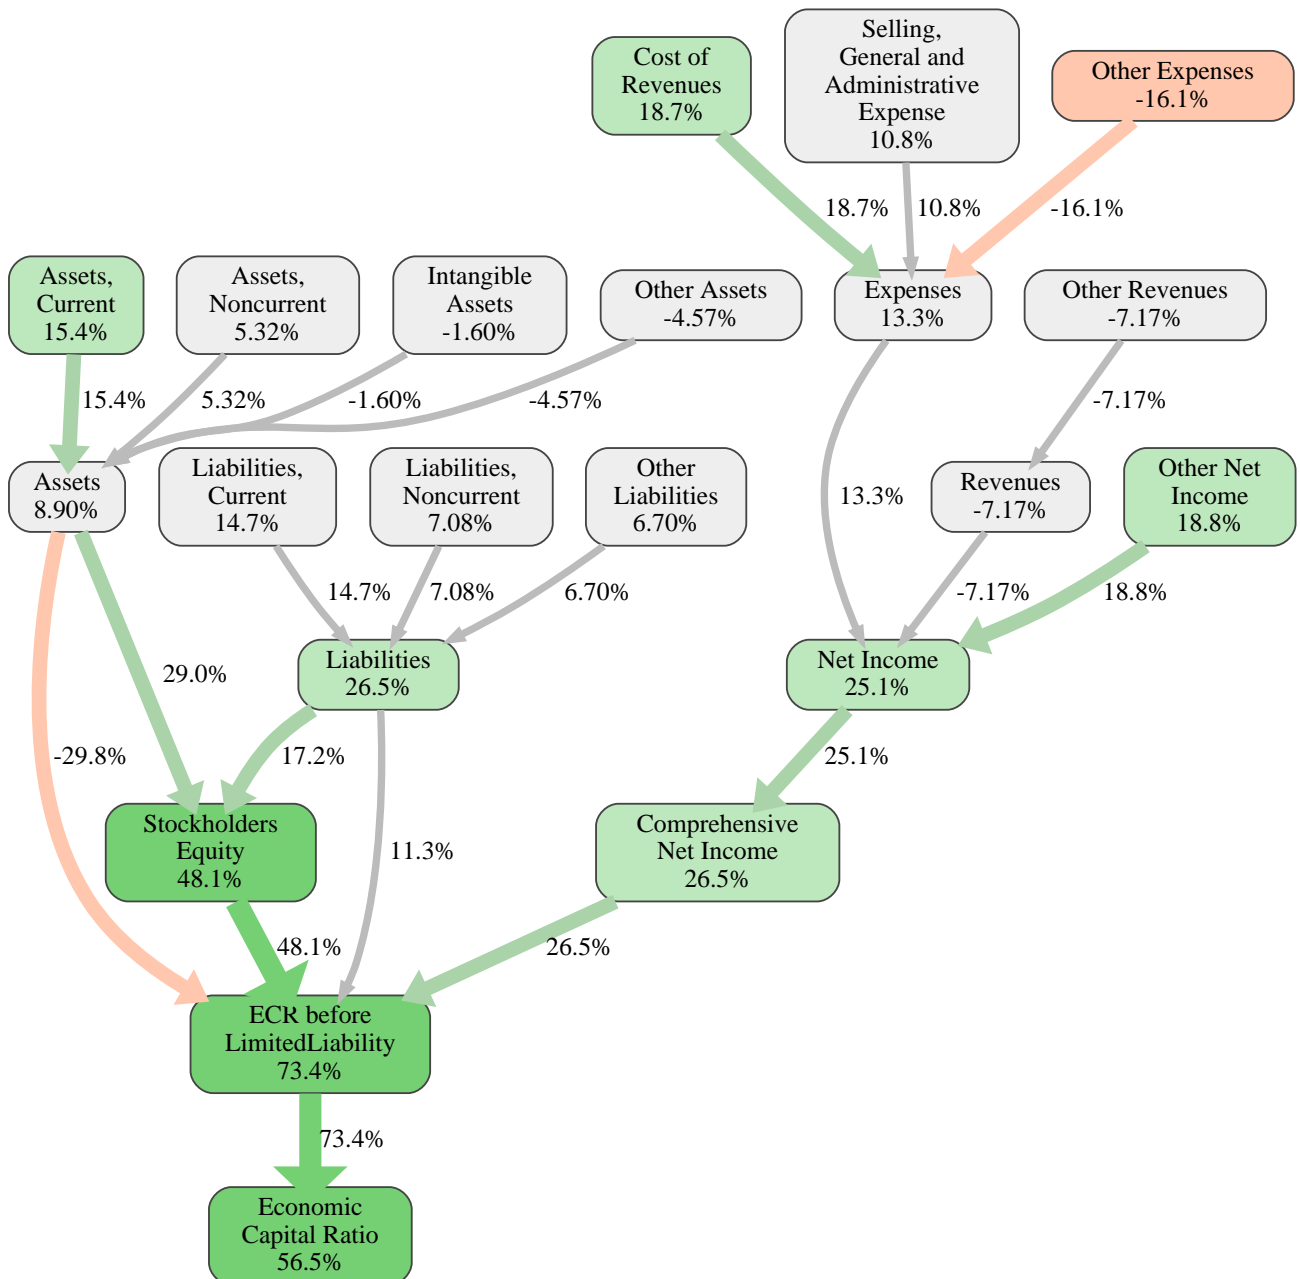 Cost of
Revenues
18.7%
Selling,
General and
Administrative
Expense
10.8%
Other Expenses
-16.1%
18.7%
10.8%
-16.1%
Assets,
Current
15.4%
Assets,
Noncurrent
5.32%
Intangible
Assets
-1.60%
Other Assets
-4.57%
Expenses
13.3%
Other Revenues
-7.17%
15.4%
5.32%
-1.60%
-4.57%
-7.17%
Assets
8.90%
Liabilities,
Current
14.7%
Liabilities,
Noncurrent
7.08%
Other
Liabilities
6.70%
13.3%
Revenues
-7.17%
Other Net
Income
18.8%
14.7%
7.08%
6.70%
-7.17%
18.8%
Liabilities
26.5%
Net Income
25.1%
29.0%
-29.8%
17.2%
25.1%
Stockholders
Equity
48.1%
11.3%
Comprehensive
Net Income
26.5%
48.1%
26.5%
ECR before
LimitedLiability
73.4%
73.4%
Economic
Capital Ratio
56.5%